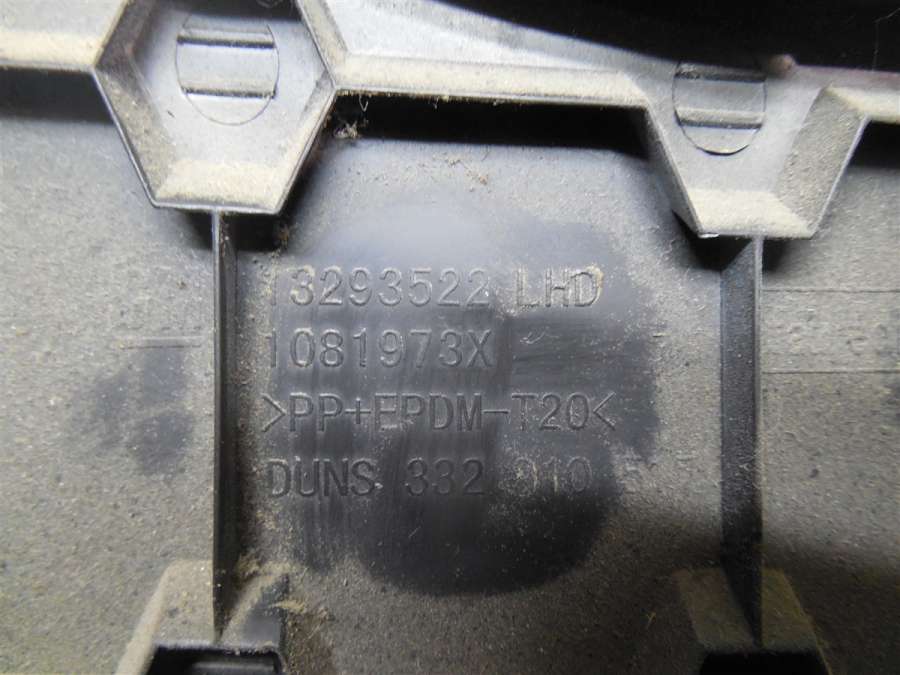 13293522 LHD
1081973X
>PP+EPDM-T20<
DUNS 332 010